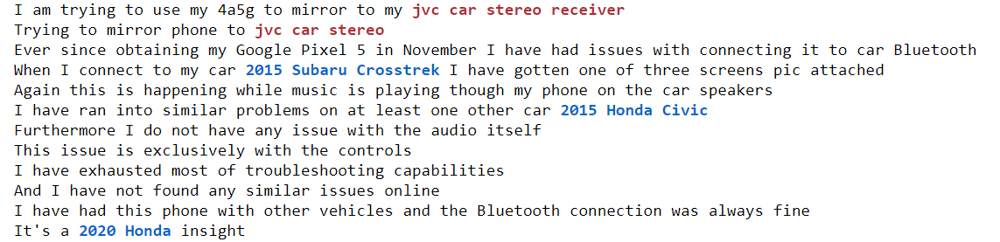 I am trying to use my 4a5g to mirror to my jvc car stereo receiver
Trying to mirror phone to jvc car stereo
Ever since obtaining my Google Pixel 5 in November I have had issues with connecting it to car Bluetooth
When I connect to my car 2015 Subaru Crosstrek I have gotten one of three screens pic attached
Again this is happening while music is playing though my phone on the car speakers
I have ran into similar problems on at least one other car 2015 Honda Civic
Furthermore I do not have any issue with the audio itself
This issue is exclusively with the controls
I have exhausted most of troubleshooting capabilities
And I have not found any similar issues online
I have had this phone with other vehicles and the Bluetooth connection was always fine
It's a 2020 Honda insight